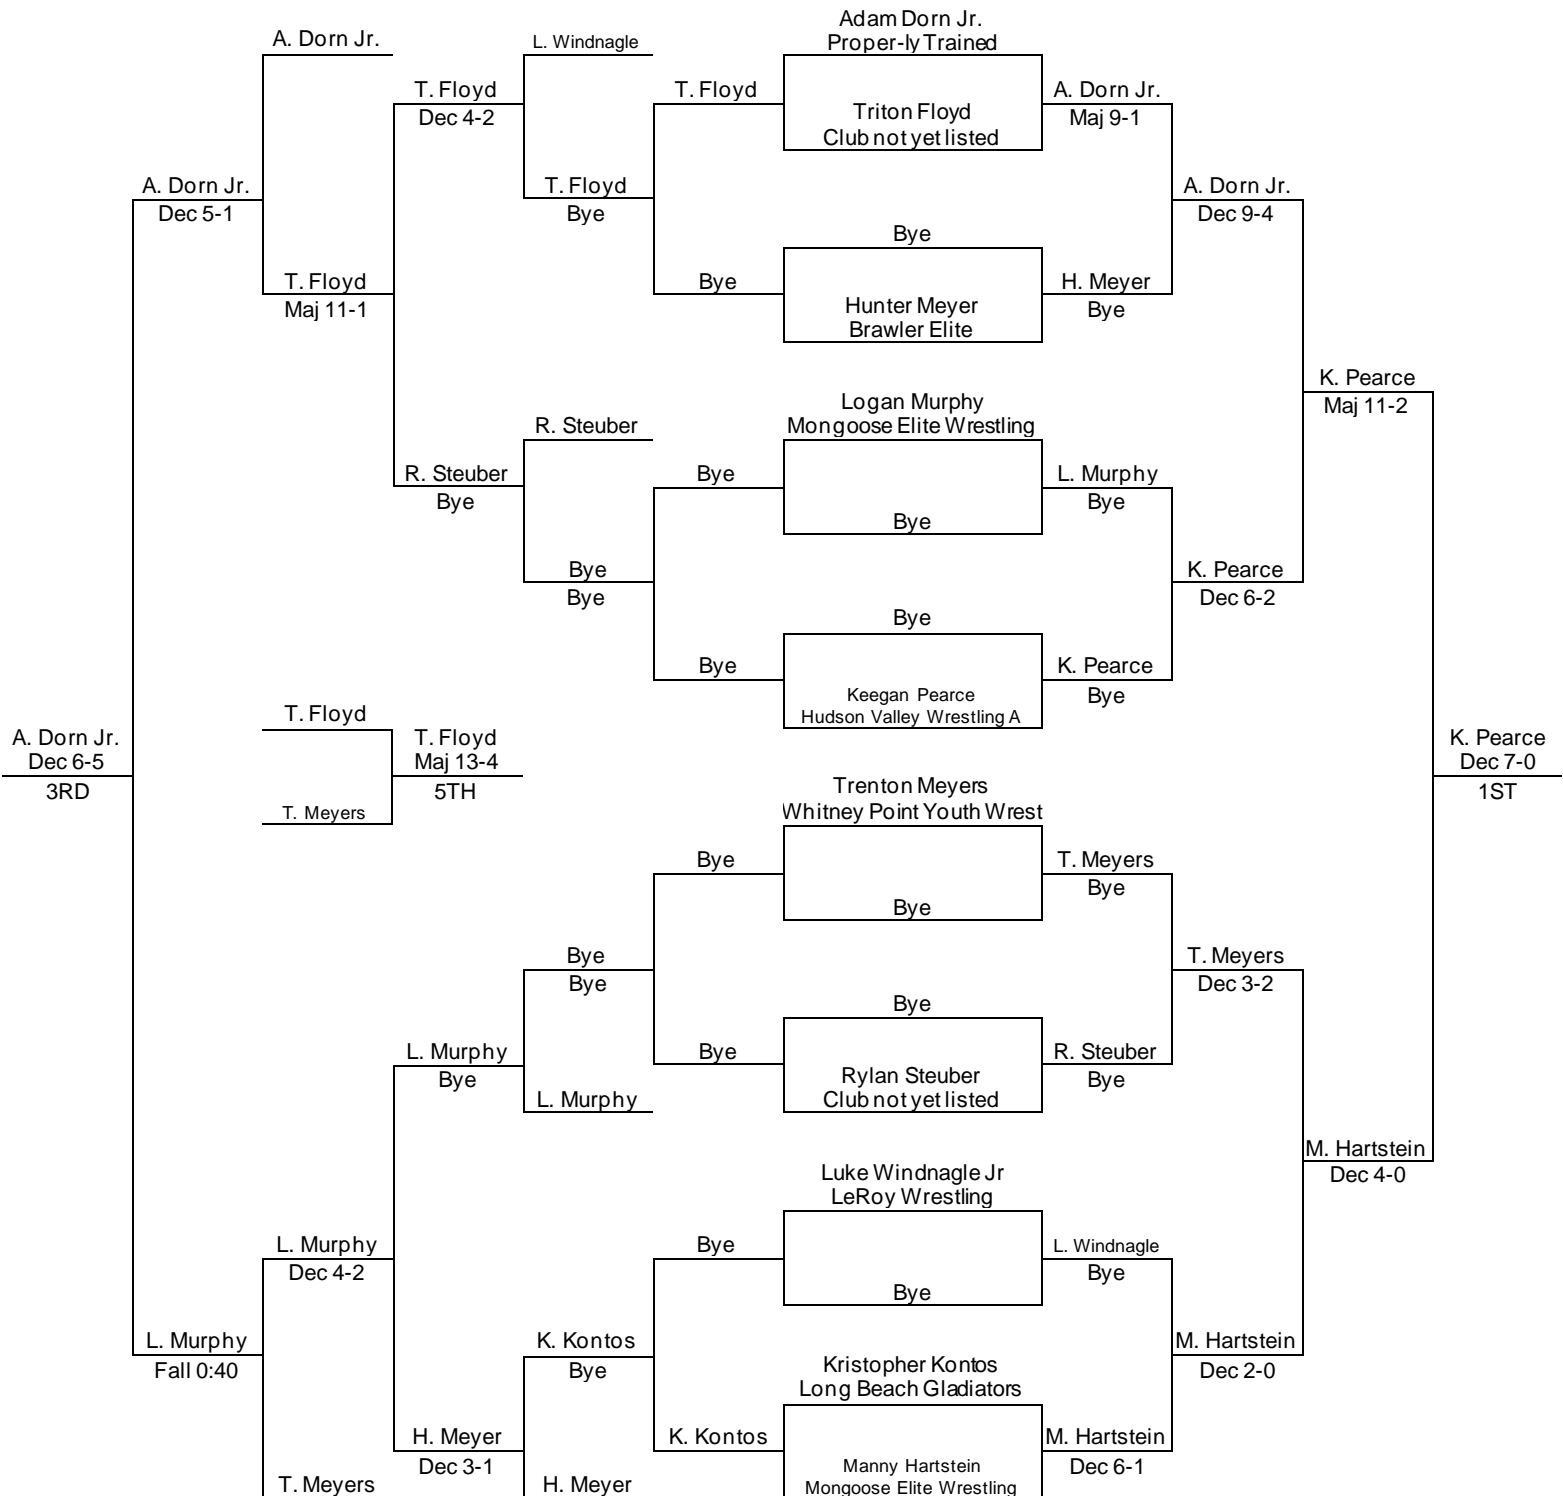 Adam Dorn Jr.
A. Dorn Jr.
L. Windnagle
Proper-ly Trained
T. Floyd
T. Floyd
A. Dorn Jr.
Dec 4-2
Triton Floyd
Maj 9-1
Club not yet listed
A. Dorn Jr.
T. Floyd
A. Dorn Jr.
Dec 5-1
Bye
Dec 9-4
Bye
T. Floyd
Bye
H. Meyer
Maj 11-1
Hunter Meyer
Bye
Brawler Elite
K. Pearce
Logan Murphy
Maj 11-2
R. Steuber
Mongoose Elite Wrestling
R. Steuber
Bye
L. Murphy
Bye
Bye
Bye
Bye
K. Pearce
Bye
Dec 6-2
Bye
Bye
K. Pearce
Keegan Pearce
Bye
Hudson Valley Wrestling A
T. Floyd
A. Dorn Jr.
T. Floyd
K. Pearce
Dec 6-5
Maj 13-4
Dec 7-0
3RD
5TH
1ST
Trenton Meyers
T. Meyers
Whitney Point Youth Wrest
Bye
T. Meyers
Bye
Bye
Bye
T. Meyers
Bye
Dec 3-2
Bye
L. Murphy
Bye
R. Steuber
Bye
Rylan Steuber
Bye
L. Murphy
Club not yet listed
M. Hartstein
Luke Windnagle Jr
Dec 4-0
LeRoy Wrestling
L. Murphy
Bye
L. Windnagle
Dec 4-2
Bye
Bye
L. Murphy
K. Kontos
M. Hartstein
Fall 0:40
Bye
Kristopher Kontos
Dec 2-0
Long Beach Gladiators
H. Meyer
K. Kontos
M. Hartstein
Dec 3-1
Manny Hartstein
Dec 6-1
T. Meyers
H. Meyer
Mongoose Elite Wrestling